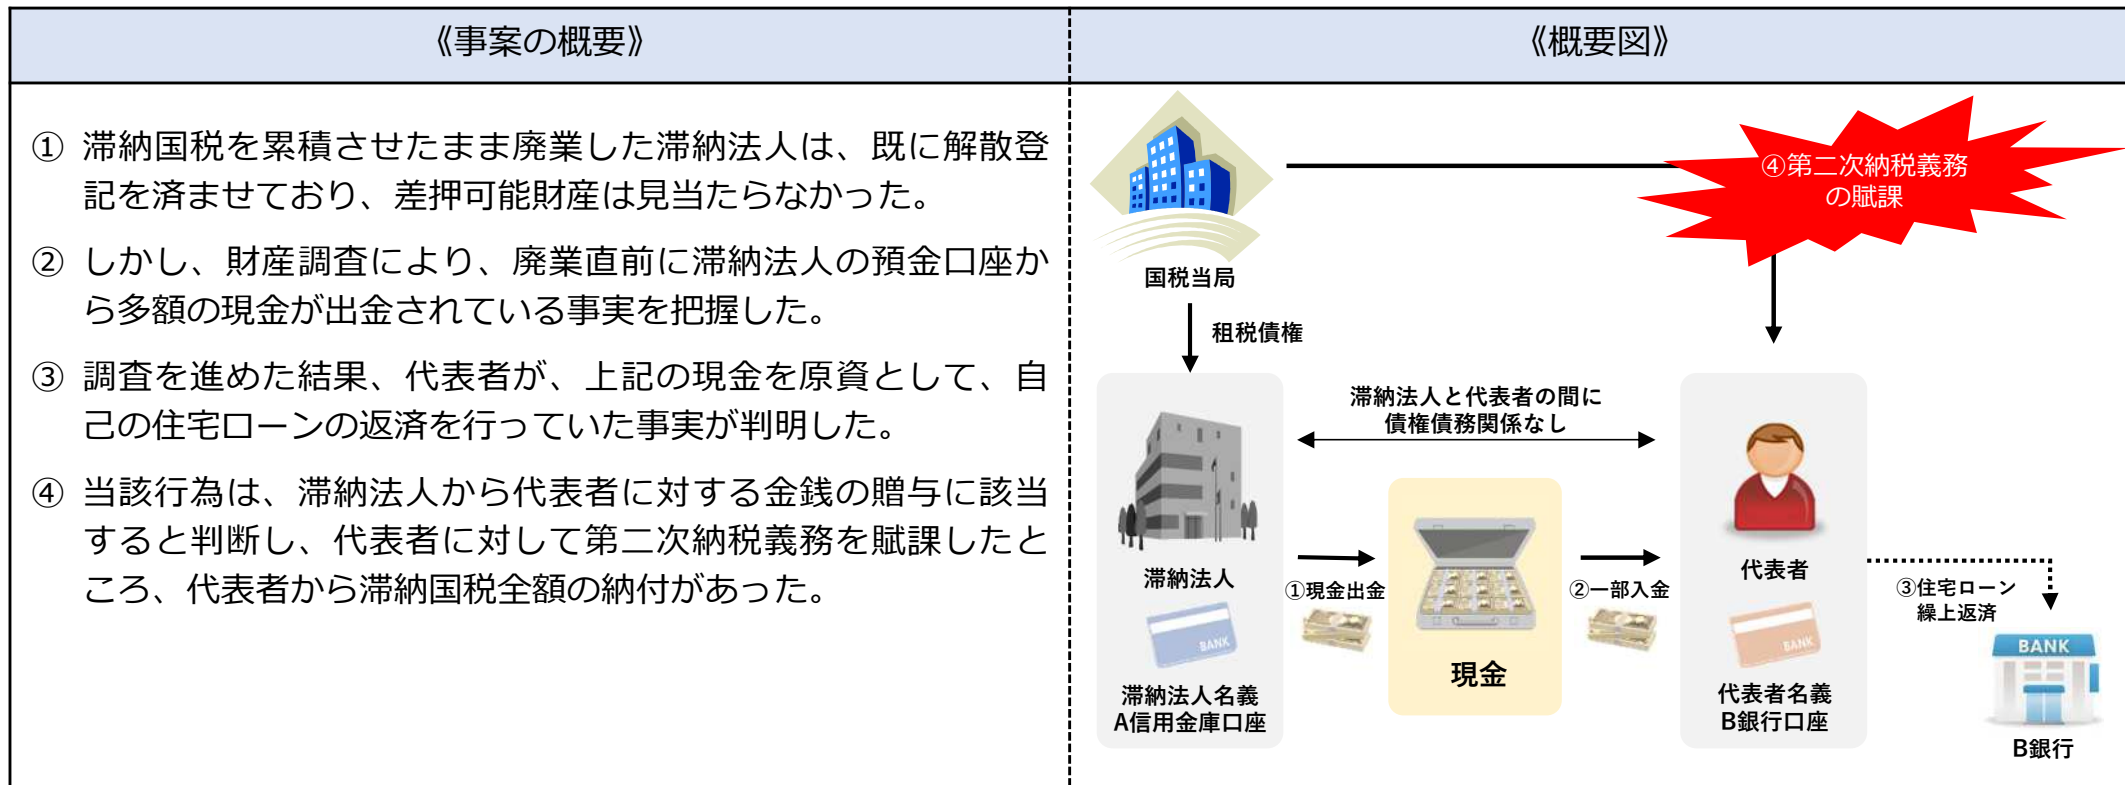 《事案の概要》
① 滞納国税を累積させたまま廃業した滞納法人は、既に解散登
記を済ませており、差押可能財産は見当たらなかった。
② しかし、財産調査により、廃業直前に滞納法人の預金口座か
ら多額の現金が出金されている事実を把握した。
③ 調査を進めた結果、代表者が、上記の現金を原資として、自
己の住宅ローンの返済を行っていた事実が判明した。
④ 当該行為は、滞納法人から代表者に対する金銭の贈与に該当
すると判断し、代表者に対して第二次納税義務を賦課したと
ころ、代表者から滞納国税全額の納付があった。
《概要図》
④第二次納税義務
の賦課
国税当局
租税債権
滞納法人と代表者の間に
債権債務関係なし
滞納法人
BANK
滞納法人名義
A信用金庫口座
①現金出金
現金
②一部入金
代表者
BANK
代表者名義
B銀行口座
③住宅ローン
繰上返済
BANK
B銀行